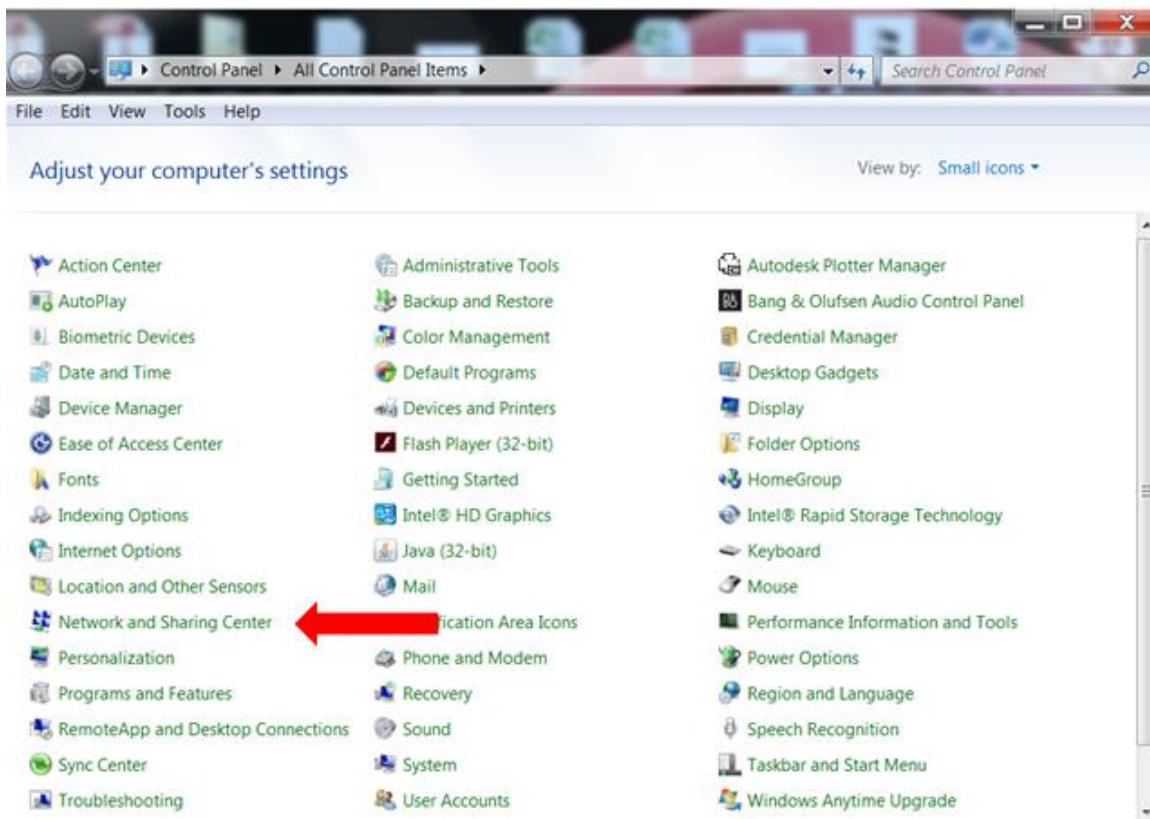 Control Panel All Control Panel Items Search Control Panel
File Edit View Tools Help
Adjust your computer's settings View by: Small icons
Action Center Administrative Tools Autodesk Plotter Manager
AutoPlay Backup and Restore Bang & Olufsen Audio Control Panel
Biometric Devices Color Management Credential Manager
Date and Time Default Programs Desktop Gadgets
Device Manager Devices and Printers Display
Ease of Access Center Flash Player (32-bit) Folder Options
Fonts Getting Started HomeGroup
Indexing Options Intel® HD Graphics Intel® Rapid Storage Technology
Internet Options Java (32-bit) Keyboard
Location and Other Sensors Mail Mouse
Network and Sharing Center fication Area Icons Performance Information and Tools
Personalization Phone and Modem Power Options
Programs and Features Recovery Region and Language
RemoteApp and Desktop Connections Sound Speech Recognition
Sync Center System Taskbar and Start Menu
Troubleshooting User Accounts Windows Anytime Upgrade